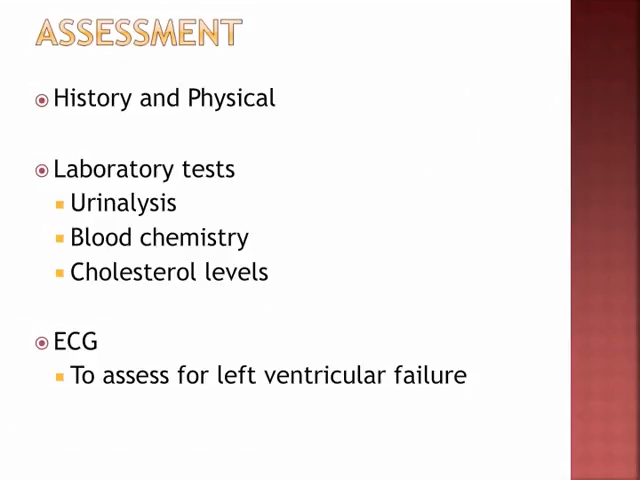 ASSESSMENT
History and Physical
Laboratory tests
Urinalysis
Blood chemistry
Cholesterol levels
ECG
To assess for left ventricular failure